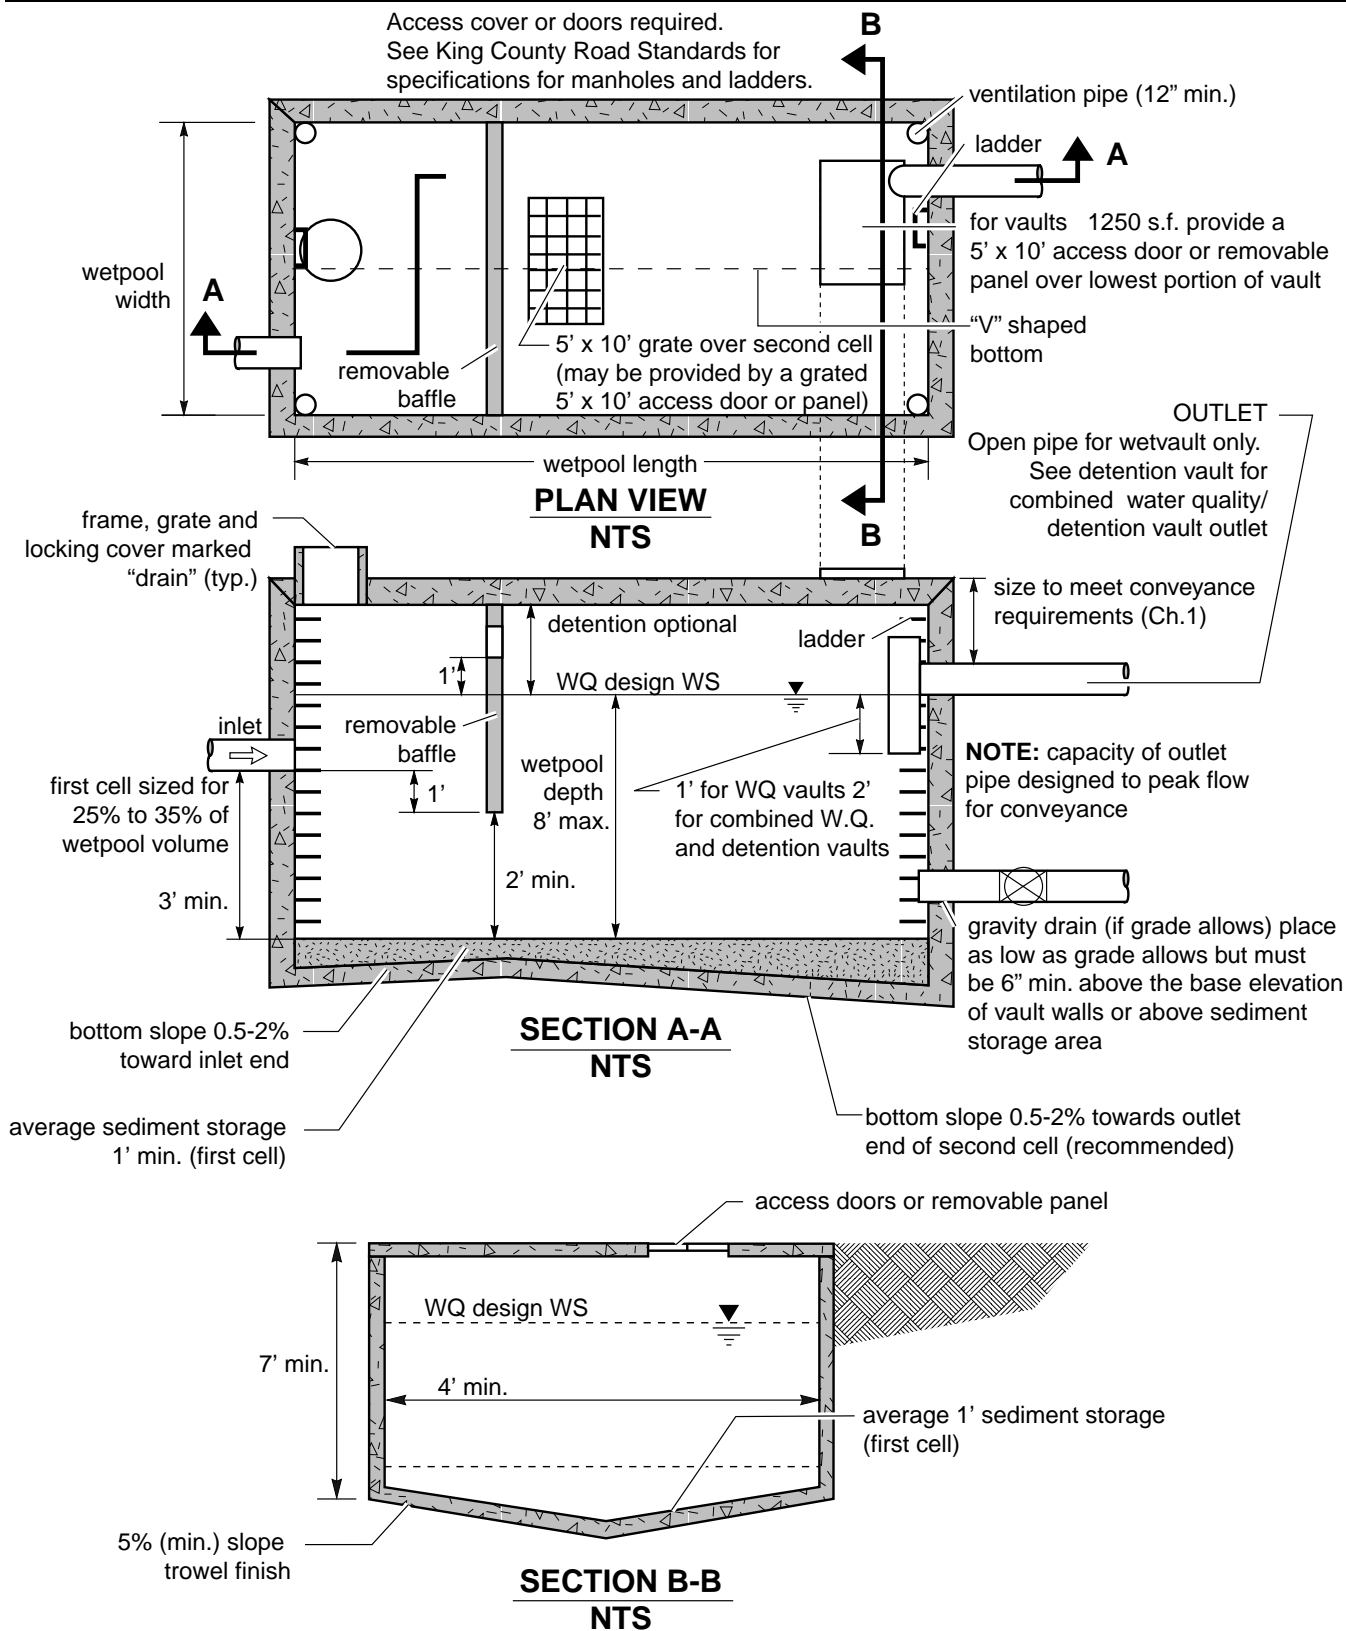 Access cover or doors required.
See King County Road Standards for
specifications for manholes and ladders.
B
ventilation pipe (12” min.)
ladder
A
for vaults 1250 s.f. provide a
5’ x 10’ access door or removable
panel over lowest portion of vault
wetpool
width
A
“V” shaped
bottom
removable
baffle
5’ x 10’ grate over second cell
(may be provided by a grated
5’ x 10’ access door or panel)
wetpool length
PLAN VIEW
NTS
B
OUTLET
Open pipe for wetvault only.
See detention vault for
combined water quality/
detention vault outlet
frame, grate and
locking cover marked
“drain” (typ.)
size to meet conveyance
requirements (Ch.1)
detention optional
ladder
1’
WQ design WS
inlet
removable
baffle
first cell sized for
25% to 35% of
wetpool volume
1’
wetpool
depth
8’ max.
1’ for WQ vaults 2’
for combined W.Q.
and detention vaults
NOTE: capacity of outlet
pipe designed to peak flow
for conveyance
3’ min.
2’ min.
gravity drain (if grade allows) place
as low as grade allows but must
be 6” min. above the base elevation
of vault walls or above sediment
storage area
bottom slope 0.5-2%
toward inlet end
SECTION A-A
NTS
average sediment storage
1’ min. (first cell)
bottom slope 0.5-2% towards outlet
end of second cell (recommended)
access doors or removable panel
WQ design WS
7’ min.
4’ min.
average 1’ sediment storage
(first cell)
5% (min.) slope
trowel finish
SECTION B-B
NTS